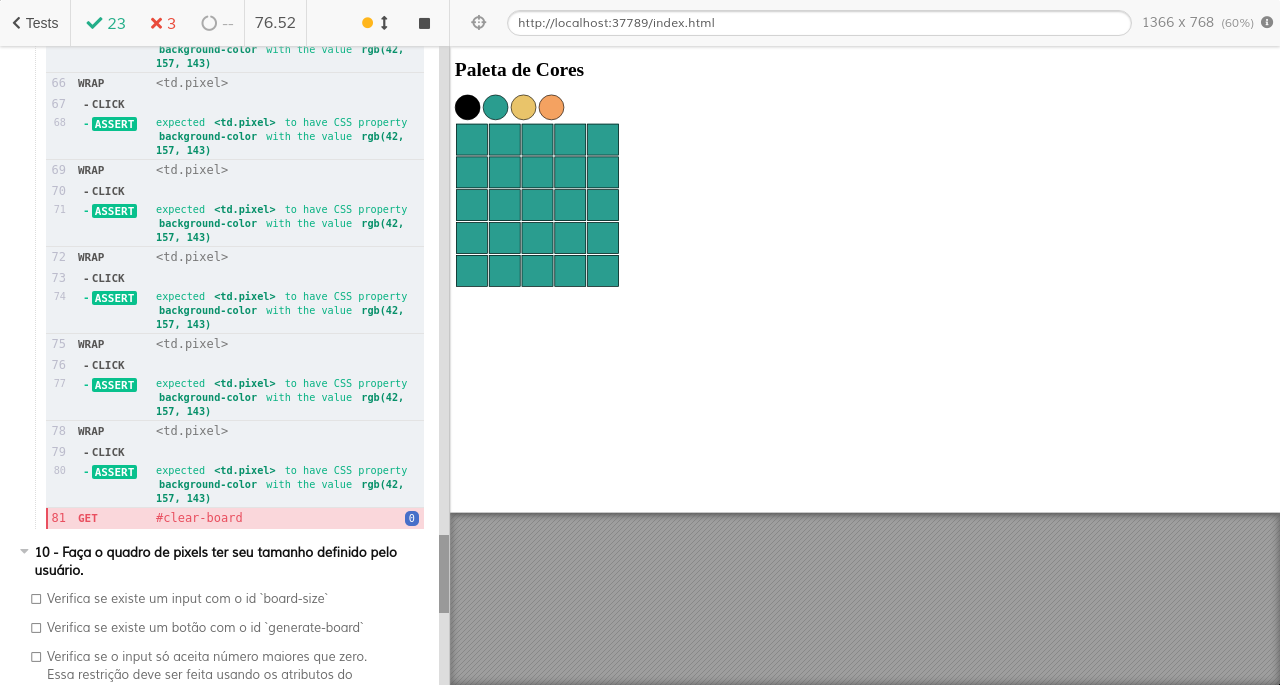 Tests 23 3 -- 76.52 http://localhost:37789/index.html 1366 x 768 (60%)
background-color with the value rgb(42,
157, 143)
66 WRAP <td.pixel>
67 -CLICK
68 -ASSERT expected <td.pixel> to have CSS property
background-color with the value rgb(42,
157, 143)
69 WRAP <td.pixel>
70 -CLICK
71 -ASSERT expected <td.pixel> to have CSS property
background-color with the value rgb(42,
157, 143)
72 WRAP <td.pixel>
73 -CLICK
74 -ASSERT expected <td.pixel> to have CSS property
background-color with the value rgb(42,
157, 143)
75 WRAP <td.pixel>
76 -CLICK
77 -ASSERT expected <td.pixel> to have CSS property
background-color with the value rgb(42,
157, 143)
78 WRAP <td.pixel>
79 -CLICK
80 -ASSERT expected <td.pixel> to have CSS property
background-color with the value rgb(42,
157, 143)
81 GET #clear-board 0
10 - Faça o quadro de pixels ter seu tamanho definido pelo
usuário.
Verifica se existe um input com o id `board-size`
Verifica se existe um botão com o id `generate-board`
Verifica se o input só aceita número maiores que zero.
Essa restrição deve ser feita usando os atributos do
Paleta de Cores